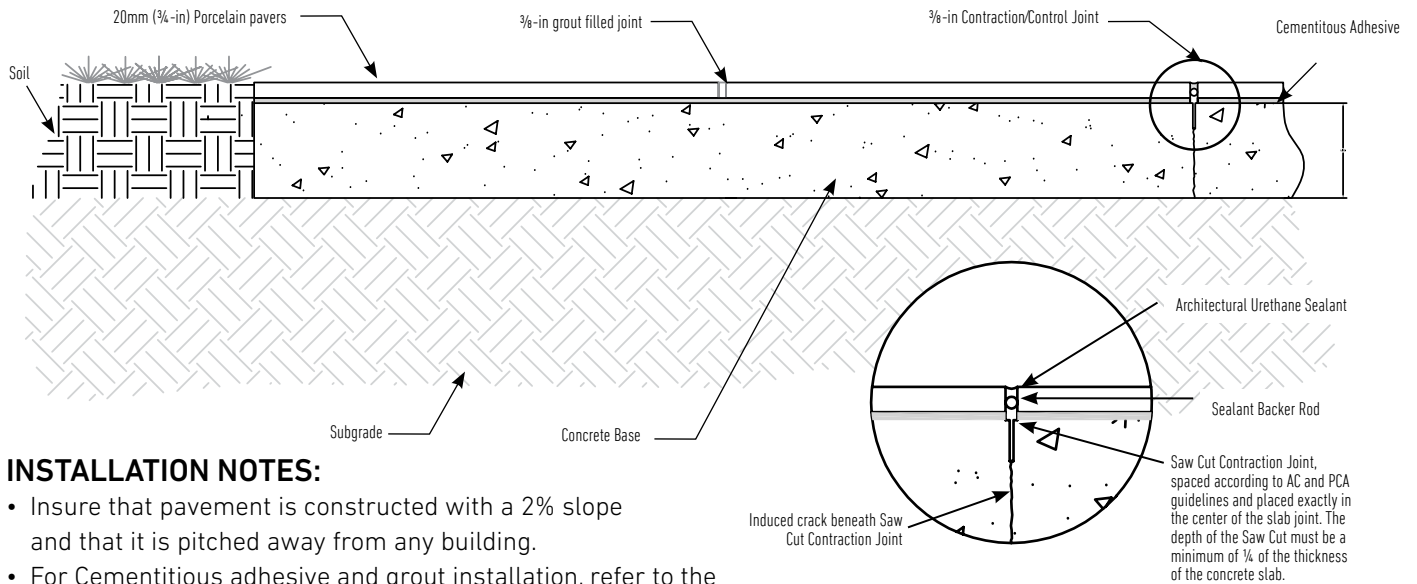 20mm (¾-in) Porcelain pavers
⅜-in grout filled joint
⅜-in Contraction/Control Joint
Cementitous Adhesive
Soil
Architectural Urethane Sealant
Sealant Backer Rod
Subgrade
Concrete Base
Saw Cut Contraction Joint,
spaced according to AC and PCA
guidelines and placed exactly in
the center of the slab joint. The
depth of the Saw Cut must be a
minimum of ¼ of the thickness
of the concrete slab.
Induced crack beneath Saw
Cut Contraction Joint
INSTALLATION NOTES:
• Insure that pavement is constructed with a 2% slope
and that it is pitched away from any building.
• For Cementitious adhesive and grout installation, refer to the